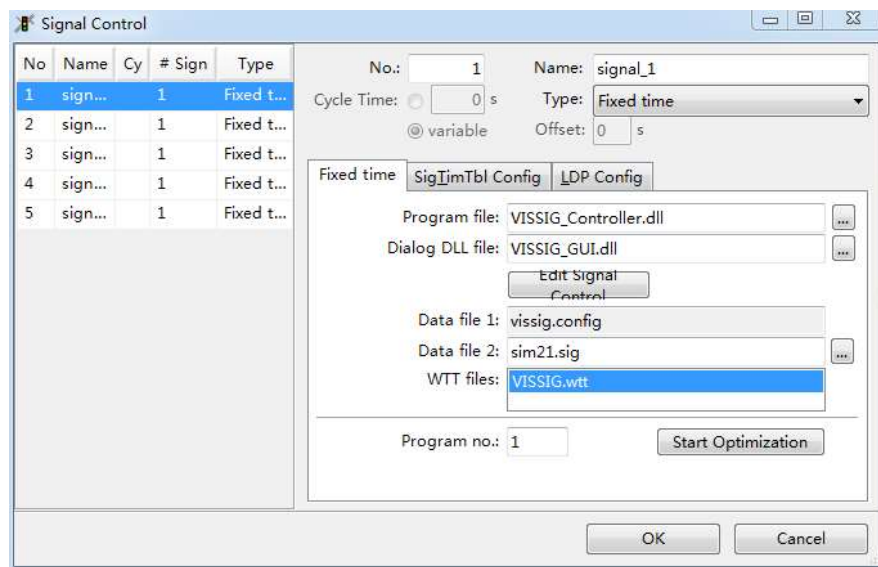 Signal Control
No Name Cy # Sign Type
1 sign... 1 Fixed t...
2 sign... 1 Fixed t...
3 sign... 1 Fixed t...
4 sign... 1 Fixed t...
5 sign... 1 Fixed t...
No.: 1 Name: signal_1
Cycle Time: 0 s Type: Fixed time
variable Offset: 0 s
Fixed time SigTimTbl Config LDP Config
Program file: VISSIG_Controller.dll ...
Dialog DLL file: VISSIG_GUI.dll ...
Edit Signal
Control
Data file 1: vissig.config
Data file 2: sim21.sig ...
WTT files: VISSIG.wtt
Program no.: 1 Start Optimization
OK Cancel